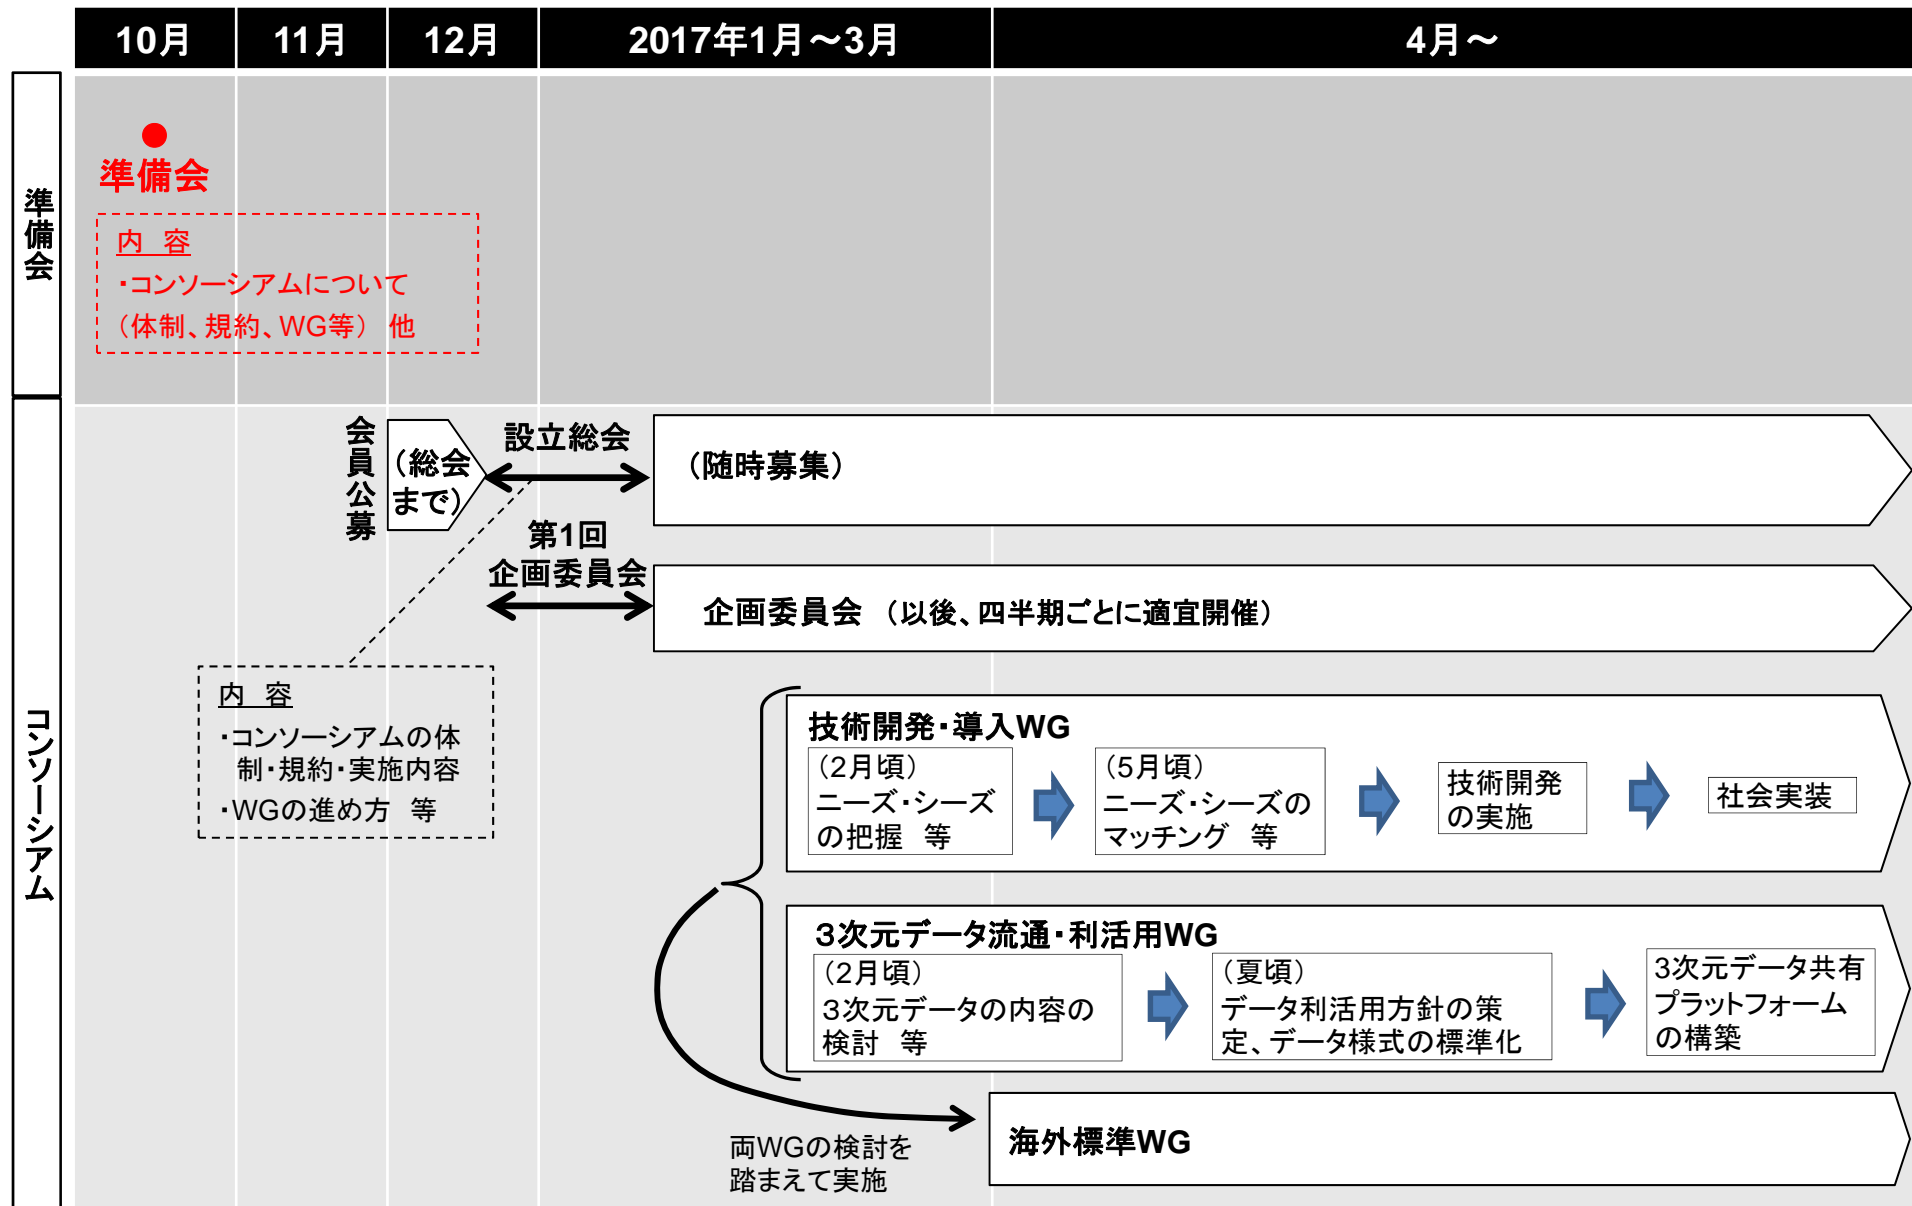 10月
11月
12月
2017年1月～3月
4月～
準備会
準備会
内　容
・コンソーシアムについて
（体制、規約、WG等） 他
コンソーシアム
会員公募
（総会
まで）
設立総会
（随時募集）
第1回
企画委員会
企画委員会 （以後、四半期ごとに適宜開催）
内　容
・コンソーシアムの体
制・規約・実施内容
・WGの進め方　等
技術開発・導入WG
（2月頃）
ニーズ・シーズ
の把握　等
（5月頃）
ニーズ・シーズの
マッチング　等
技術開発
の実施
社会実装
３次元データ流通・利活用WG
（2月頃）
３次元データの内容の
検討　等
（夏頃）
データ利活用方針の策
定、データ様式の標準化
3次元データ共有
プラットフォーム
の構築
両WGの検討を
踏まえて実施
海外標準WG